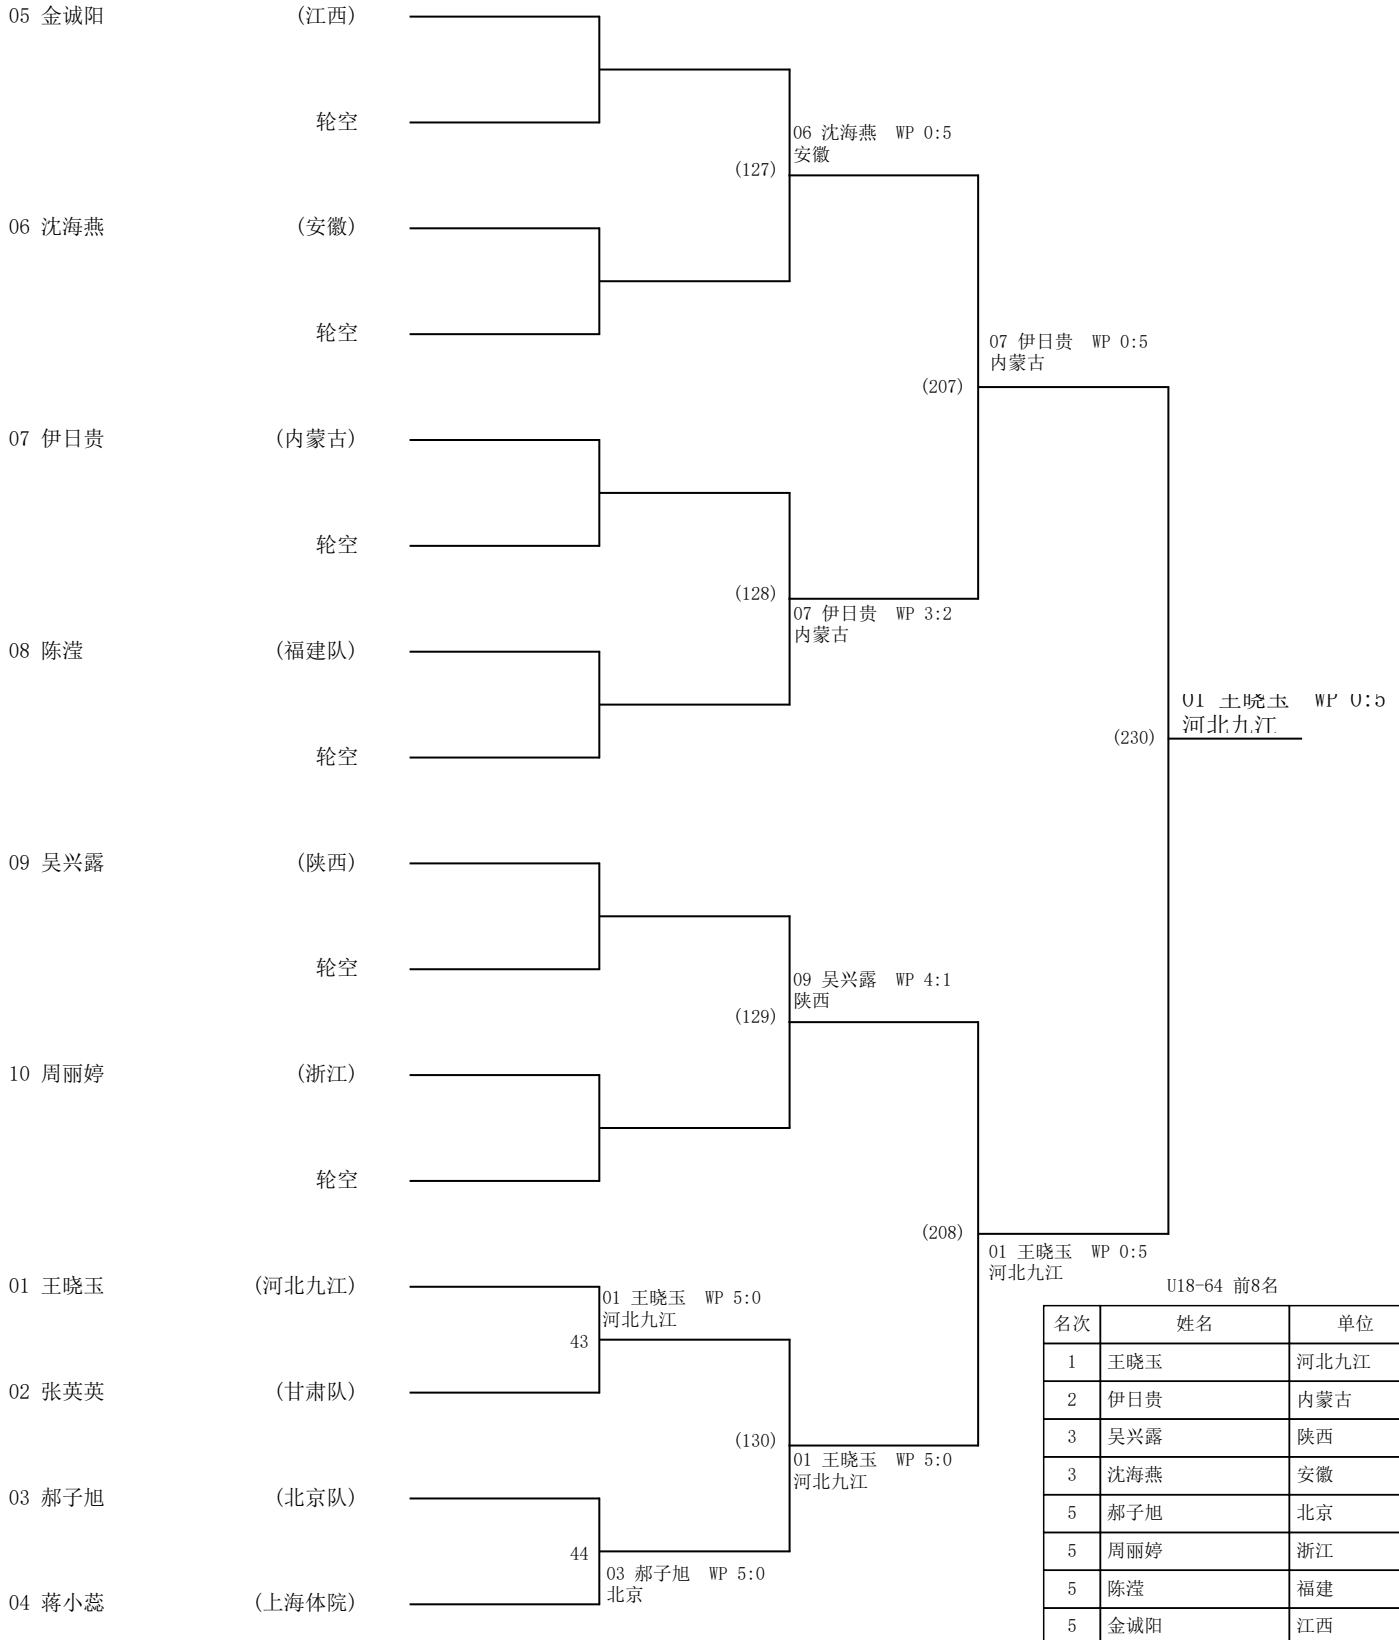 05 金诚阳 (江西)
轮空
06 沈海燕 WP 0:5
安徽
(127)
06 沈海燕 (安徽)
轮空
07 伊日贵 WP 0:5
内蒙古
(207)
07 伊日贵 (内蒙古)
轮空
(128)
07 伊日贵 WP 3:2
内蒙古
08 陈滢 (福建队)
01 王晓玉 WP 0:5
河北九江
(230)
轮空
09 吴兴露 (陕西)
轮空
09 吴兴露 WP 4:1
陕西
(129)
10 周丽婷 (浙江)
轮空
(208)
01 王晓玉 WP 0:5
河北九江
01 王晓玉 (河北九江)
01 王晓玉 WP 5:0
河北九江
43
02 张英英 (甘肃队)
(130)
01 王晓玉 WP 5:0
河北九江
03 郝子旭 (北京队)
44
03 郝子旭 WP 5:0
北京
04 蒋小蕊 (上海体院)
U18-64 前8名
名次 姓名 单位
1 王晓玉 河北九江
2 伊日贵 内蒙古
3 吴兴露 陕西
3 沈海燕 安徽
5 郝子旭 北京
5 周丽婷 浙江
5 陈滢 福建
5 金诚阳 江西